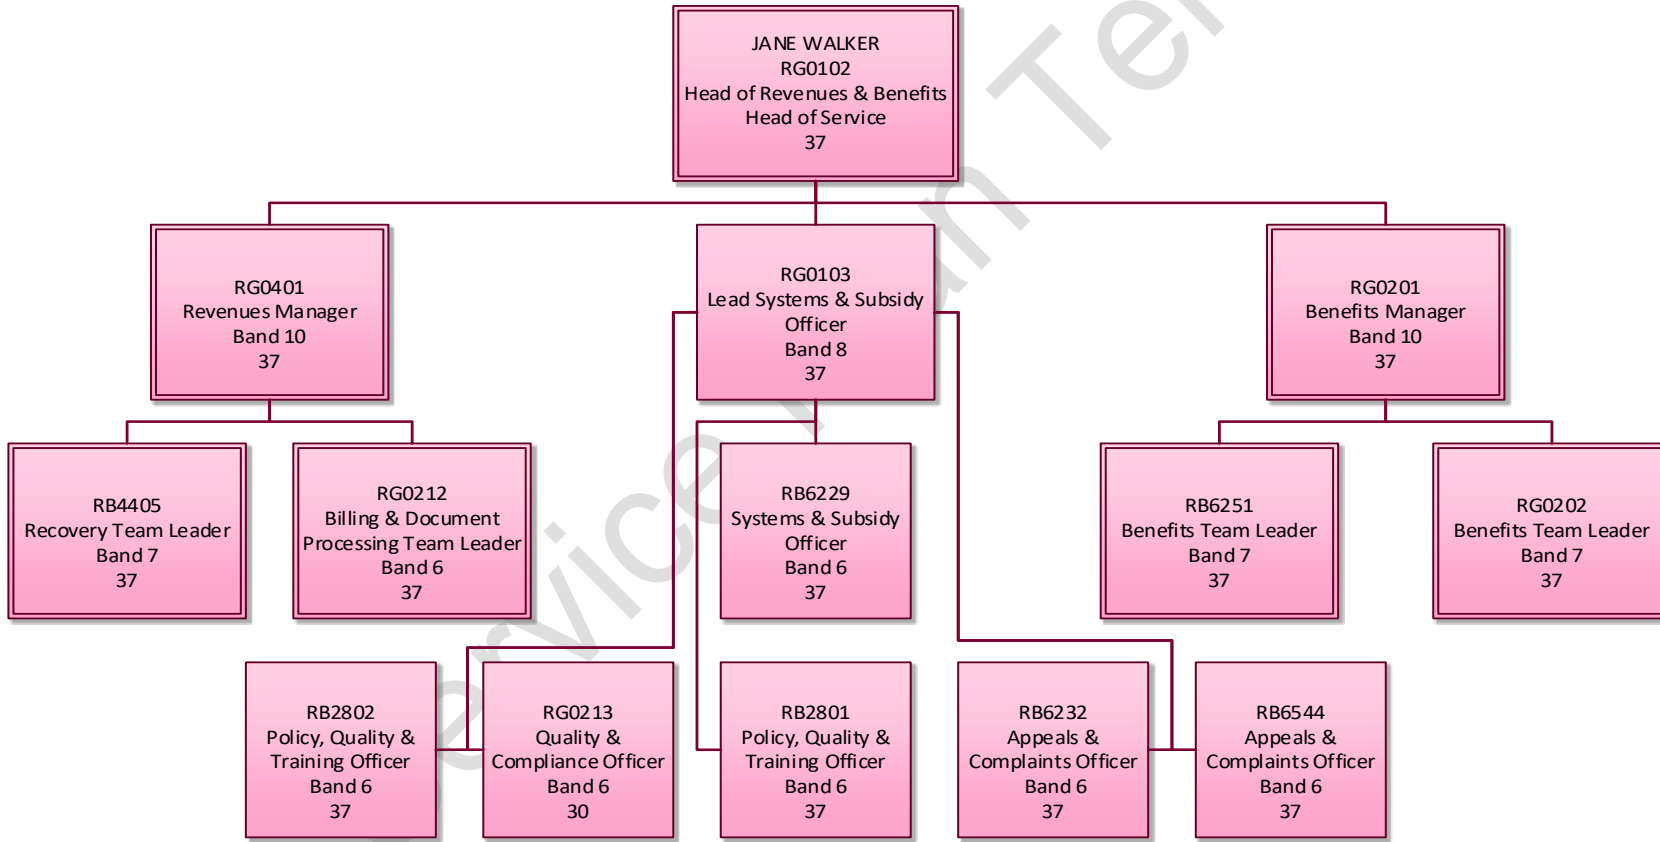 JANE WALKER
RG0102
Head of Revenues & Benefits
Head of Service
37
RG0401
Revenues Manager
Band 10
37
RG0103
Lead Systems & Subsidy
Officer
Band 8
37
RG0201
Benefits Manager
Band 10
37
RB4405
Recovery Team Leader
Band 7
37
RG0212
Billing & Document
Processing Team Leader
Band 6
37
RB6229
Systems & Subsidy
Officer
Band 6
37
RB6251
Benefits Team Leader
Band 7
37
RG0202
Benefits Team Leader
Band 7
37
RB2802
Policy, Quality &
Training Officer
Band 6
37
RG0213
Quality &
Compliance Officer
Band 6
30
RB2801
Policy, Quality &
Training Officer
Band 6
37
RB6232
Appeals &
Complaints Officer
Band 6
37
RB6544
Appeals &
Complaints Officer
Band 6
37